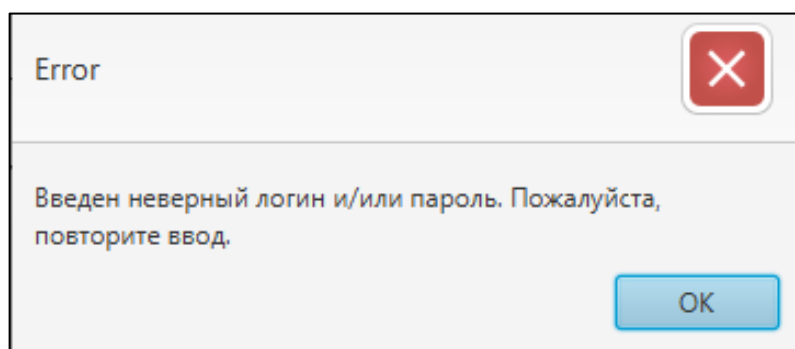 Error
Введен неверный логин и/или пароль. Пожалуйста,
повторите ввод.
OK